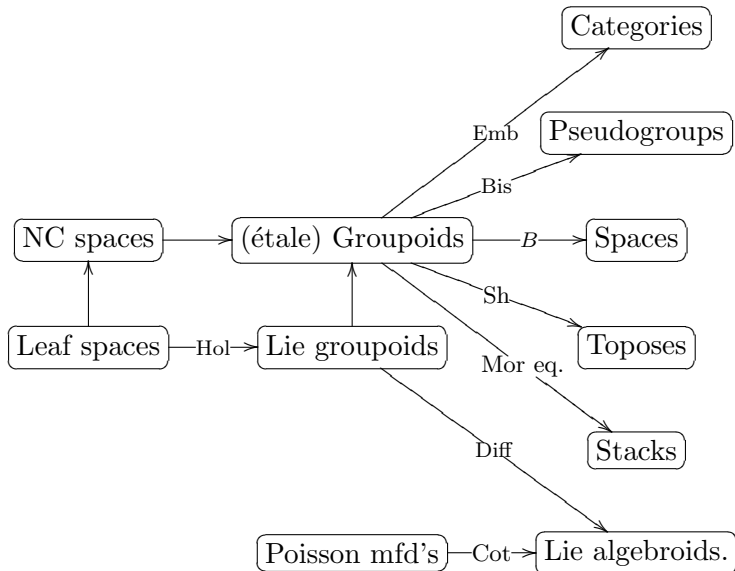 Categories
Emb
Pseudogroups
Bis
NC spaces
(étale) Groupoids
B
Spaces
Sh
Leaf spaces
Hol
Lie groupoids
Toposes
Mor eq.
Diff
Stacks
Poisson mfd's
Cot
Lie algebroids.